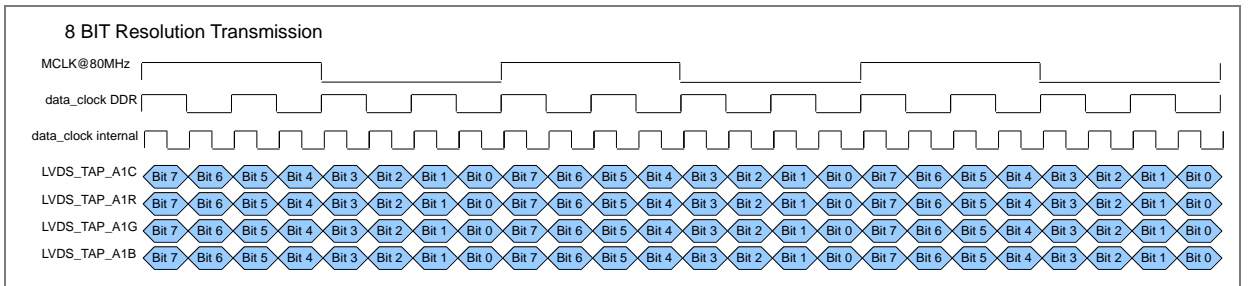 8 BIT Resolution Transmission
MCLK@80MHz
data_clock DDR
data_clock internal
LVDS_TAP_A1C Bit 7 Bit 6 Bit 5 Bit 4 Bit 3 Bit 2 Bit 1 Bit 0 Bit 7 Bit 6 Bit 5 Bit 4 Bit 3 Bit 2 Bit 1 Bit 0 Bit 7 Bit 6 Bit 5 Bit 4 Bit 3 Bit 2 Bit 1 Bit 0
LVDS_TAP_A1R Bit 7 Bit 6 Bit 5 Bit 4 Bit 3 Bit 2 Bit 1 Bit 0 Bit 7 Bit 6 Bit 5 Bit 4 Bit 3 Bit 2 Bit 1 Bit 0 Bit 7 Bit 6 Bit 5 Bit 4 Bit 3 Bit 2 Bit 1 Bit 0
LVDS_TAP_A1G Bit 7 Bit 6 Bit 5 Bit 4 Bit 3 Bit 2 Bit 1 Bit 0 Bit 7 Bit 6 Bit 5 Bit 4 Bit 3 Bit 2 Bit 1 Bit 0 Bit 7 Bit 6 Bit 5 Bit 4 Bit 3 Bit 2 Bit 1 Bit 0
LVDS_TAP_A1B Bit 7 Bit 6 Bit 5 Bit 4 Bit 3 Bit 2 Bit 1 Bit 0 Bit 7 Bit 6 Bit 5 Bit 4 Bit 3 Bit 2 Bit 1 Bit 0 Bit 7 Bit 6 Bit 5 Bit 4 Bit 3 Bit 2 Bit 1 Bit 0